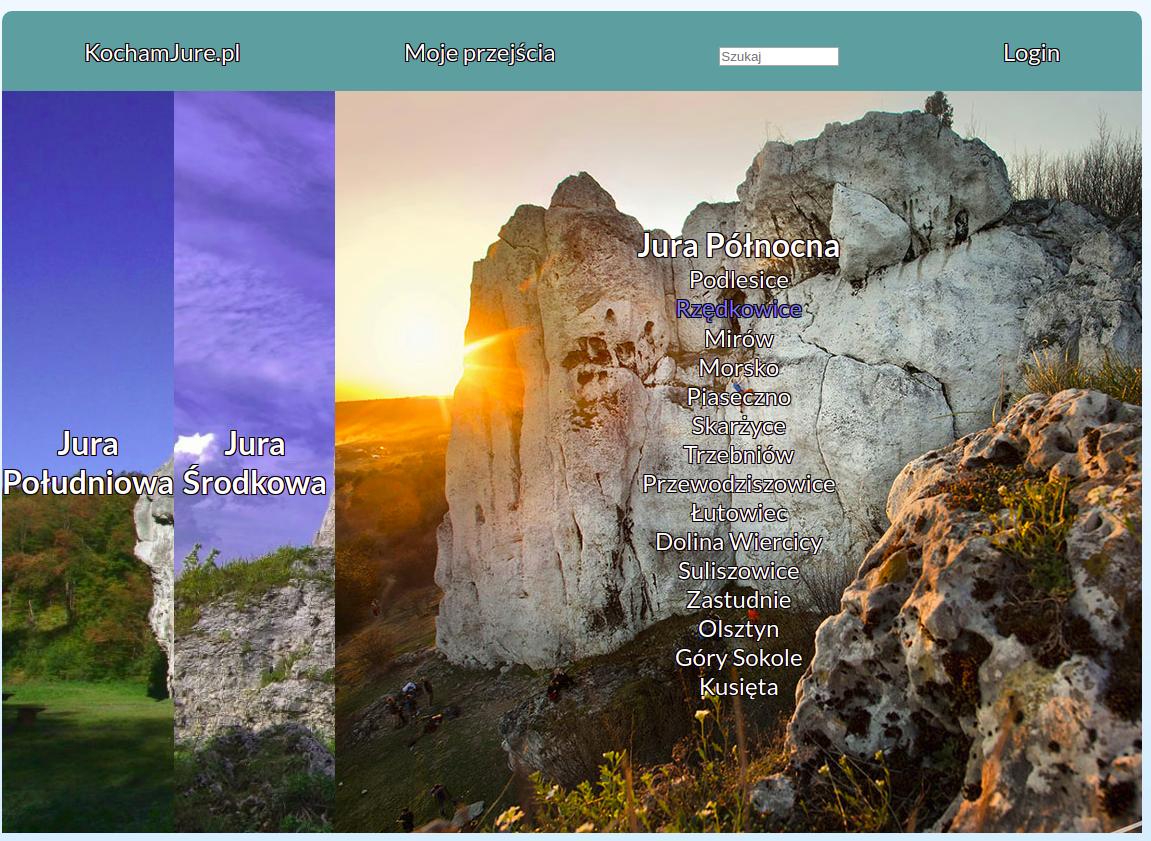 KochamJure.pl
Moje przejścia
Szukaj
Login
Jura
Południowa
Jura
Środkowa
Jura Północna
Podlesice
Rzędkowice
Mirów
Morsko
Piaseczno
Skarżyce
Trzebniów
Przewodziszowice
Łutowiec
Dolina Wiercicy
Suliszowice
Zastudnie
Olsztyn
Góry Sokole
Kusięta